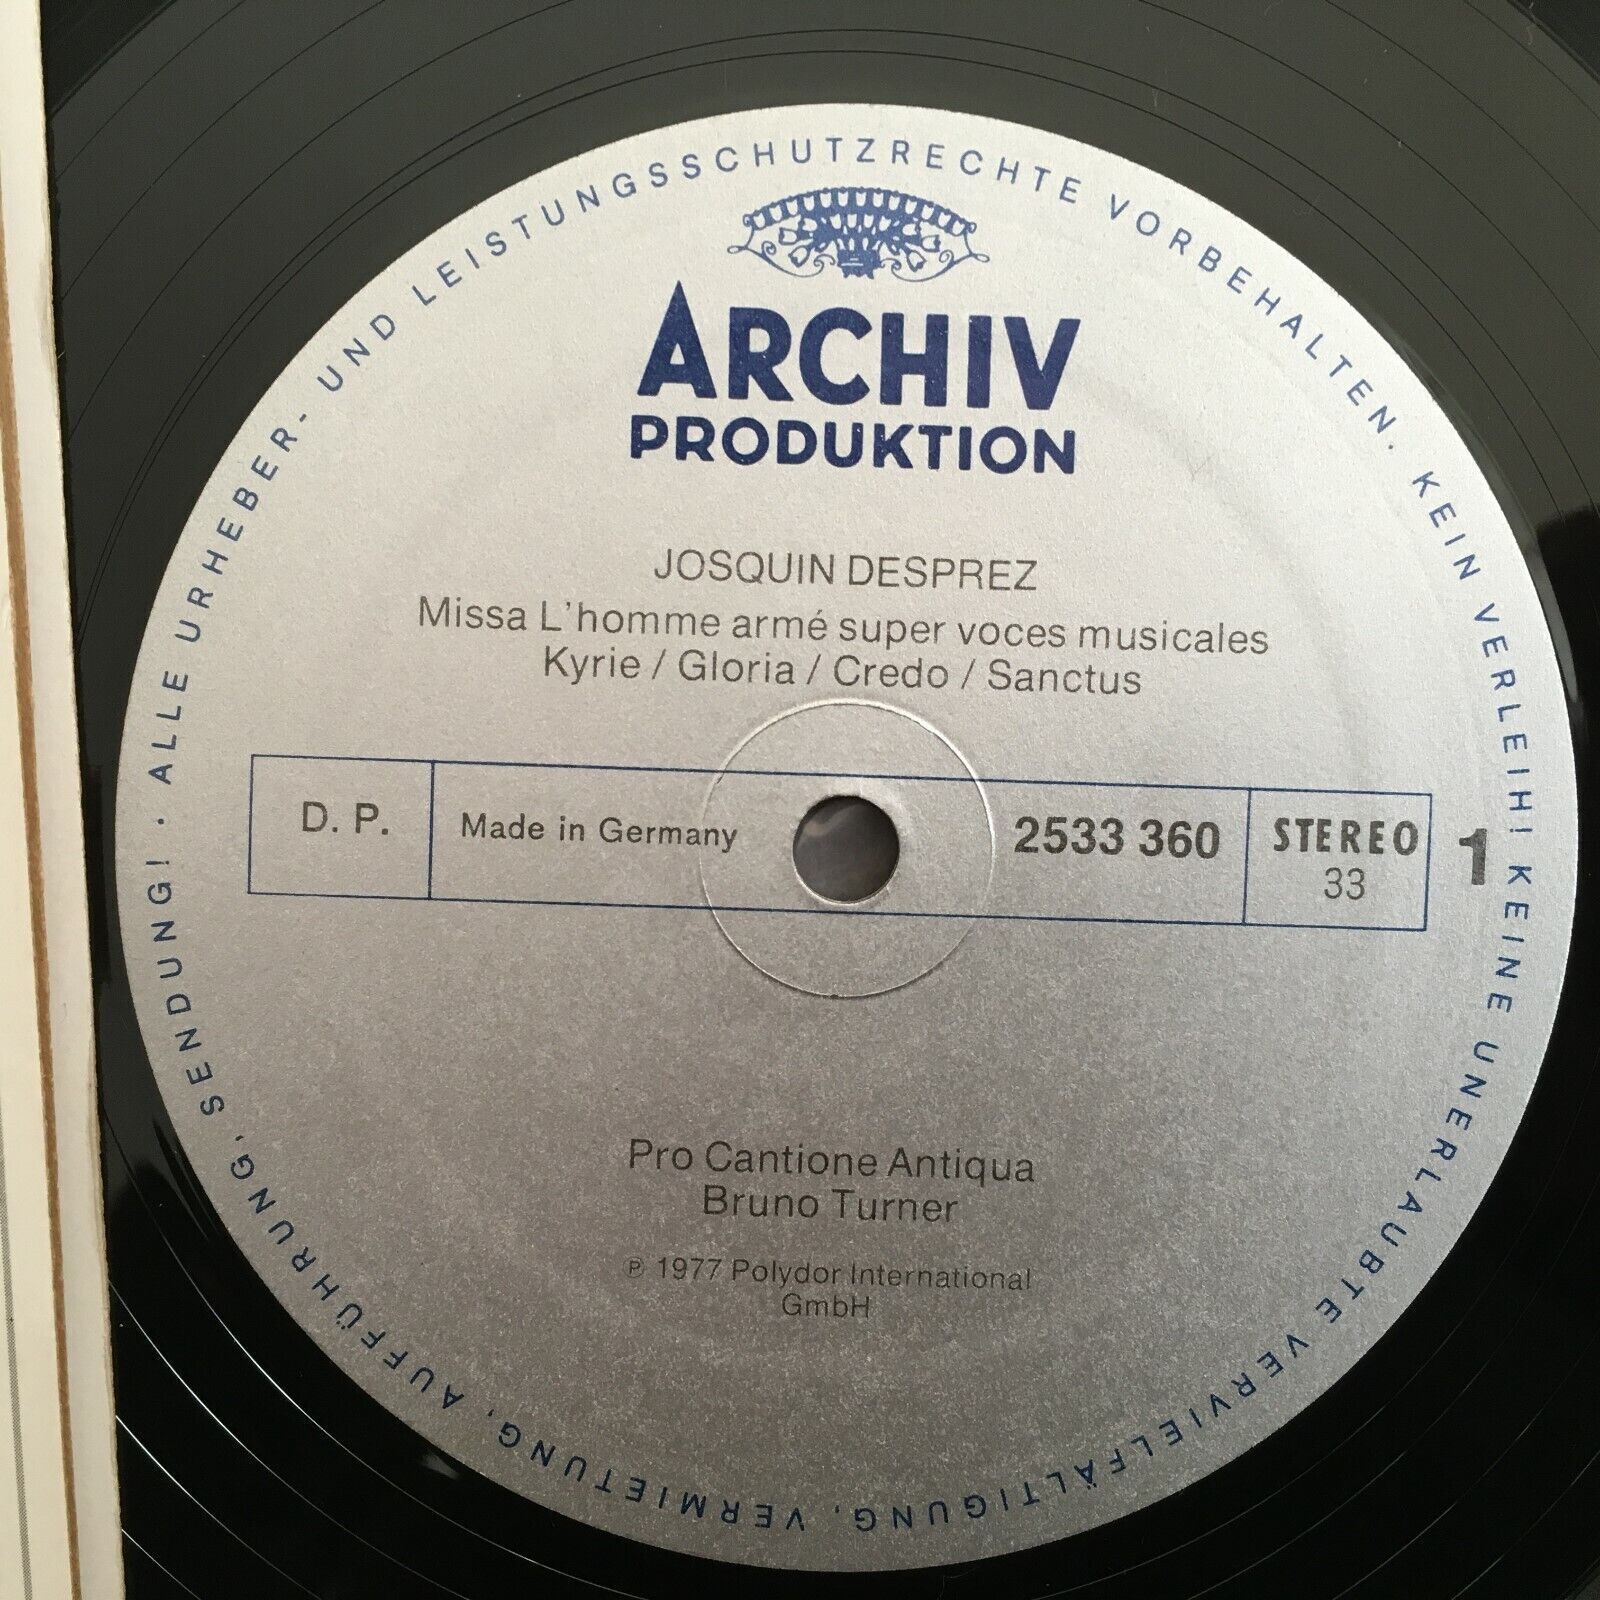 ALLE URHEBER- UND LEISTUNGSSCHUTZRECHTE VORBEHALTEN. KEIN VERLEIH! KEINE UNERLAUBTE VERVIELFÄLTIGUNG, VERMIETUNG, AUFFÜHRUNG, SENDUNG! ·
ARCHIV
PRODUKTION
JOSQUIN DESPREZ
Missa L'homme armé super voces musicales
Kyrie / Gloria / Credo / Sanctus
D. P.
Made in Germany
2533 360
STEREO
33
1
Pro Cantione Antiqua
Bruno Turner
℗ 1977 Polydor International
GmbH